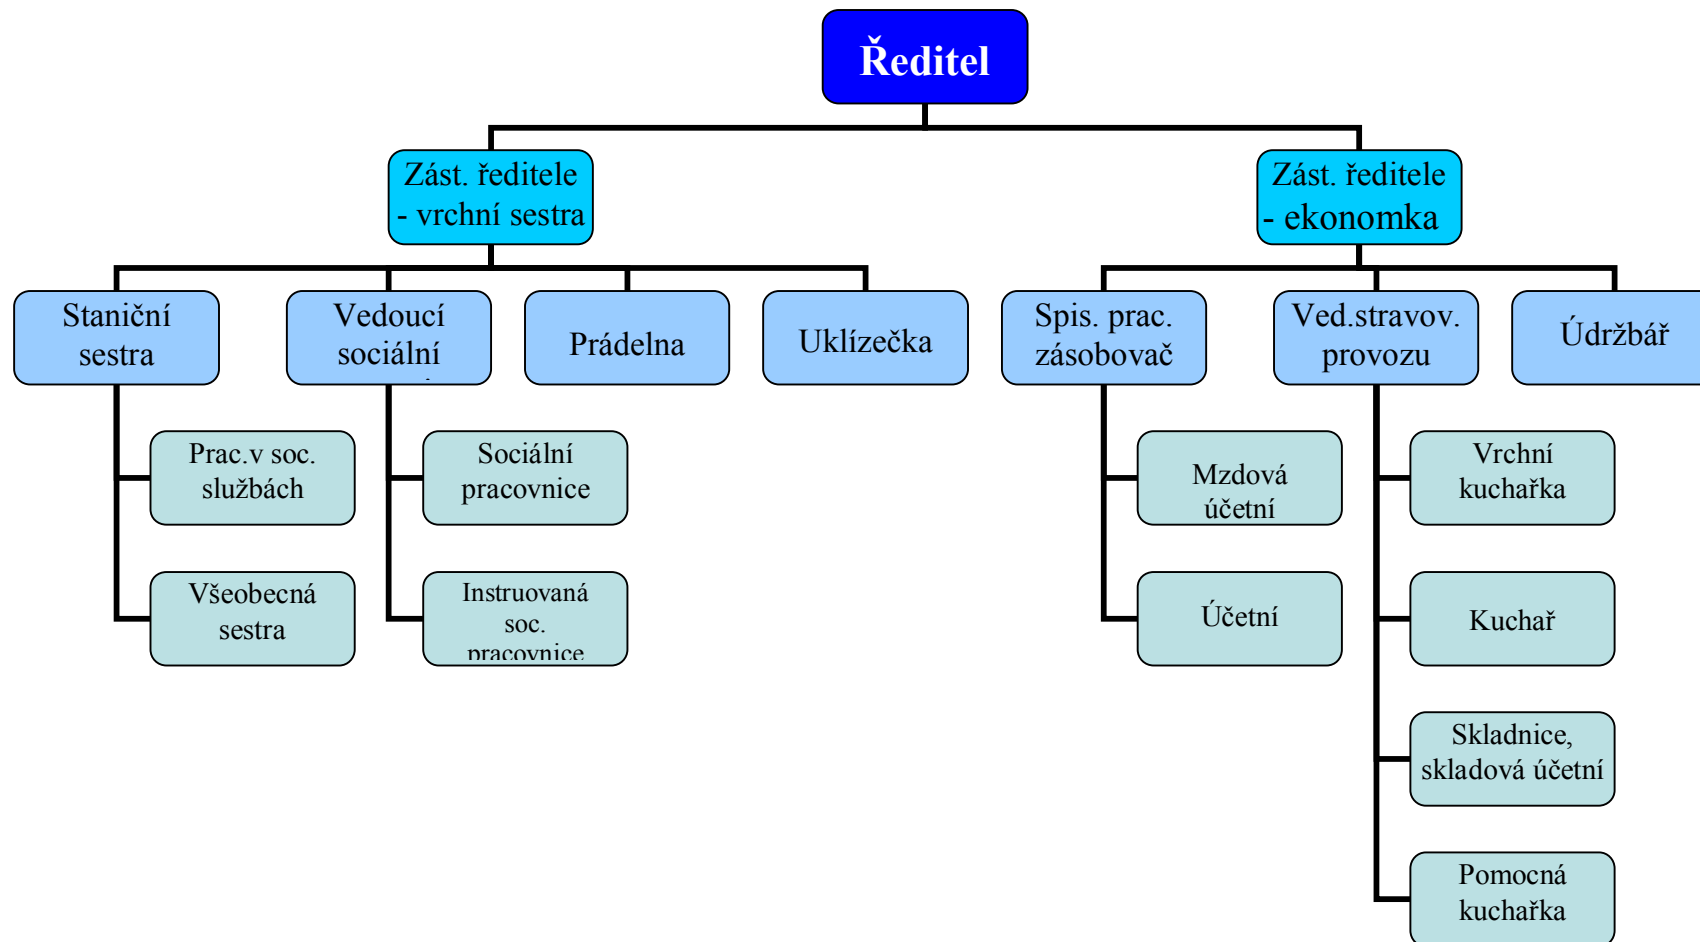 Ředitel
Zást. ředitele
- vrchní sestra
Zást. ředitele
- ekonomka
Staniční
sestra
Vedoucí
sociální
Prádelna
Uklízečka
Spis. prac.
zásobovač
Ved.stravov.
provozu
Údržbář
Prac.v soc.
službách
Sociální
pracovnice
Mzdová
účetní
Vrchní
kuchařka
Všeobecná
sestra
Instruovaná
soc.
pracovnice
Účetní
Kuchař
Skladnice,
skladová účetní
Pomocná
kuchařka